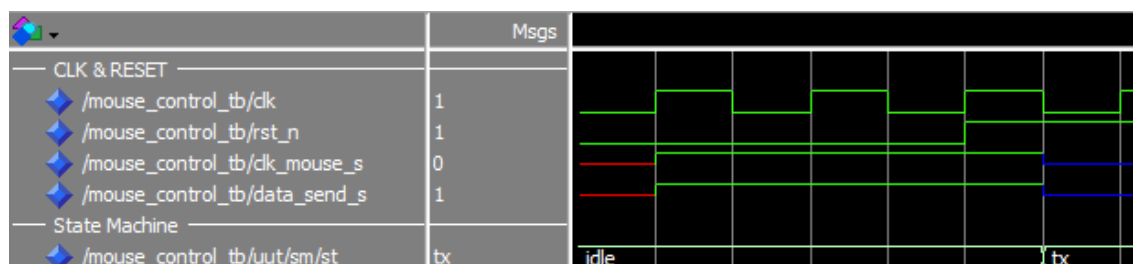 Msgs
CLK & RESET
/mouse_control_tb/clk 1
/mouse_control_tb/rst_n 1
/mouse_control_tb/clk_mouse_s 0
/mouse_control_tb/data_send_s 1
State Machine
/mouse_control_tb/uut/sm/st tx idle tx